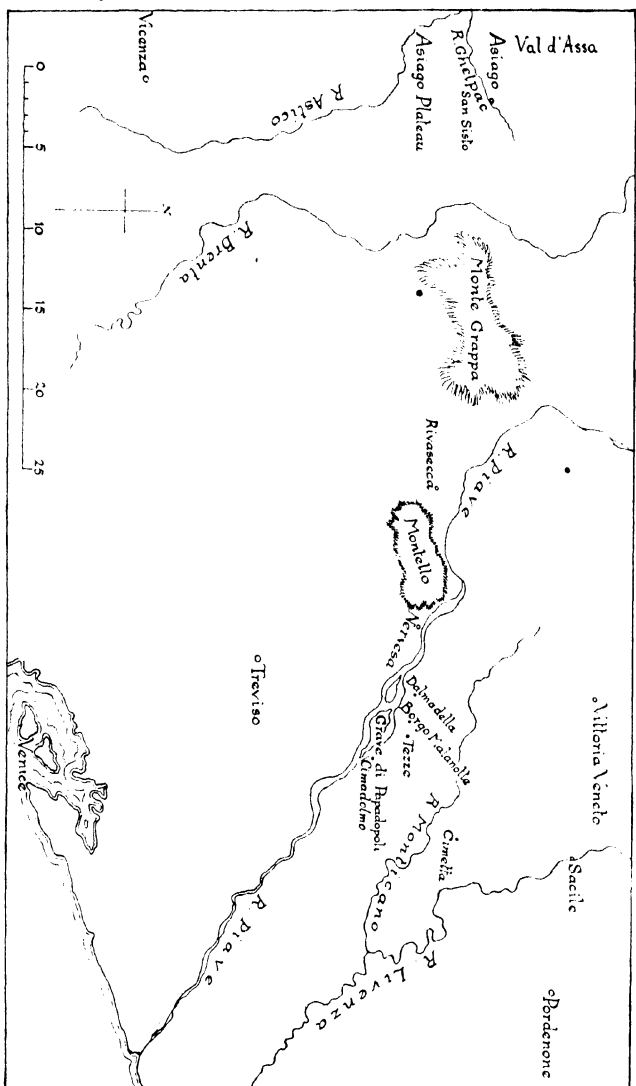 Vicenza
0
5
10
15
20
25
N
R. Astico
R. Brenta
Asiago Plateau
San Sisto
R. Ghelpac
Asiago
Val d'Assa
Monte Grappa
Rivasecca
Montello
R. Piave
Nervesa
Dalmadella
Borgo Maianolla
Tezze
Grave di Papadopoli
Cimadolmo
Treviso
Venice
R. Piave
R. Monticano
Cimetta
Vittoria Veneto
Sacile
R. Livenza
Pordenone